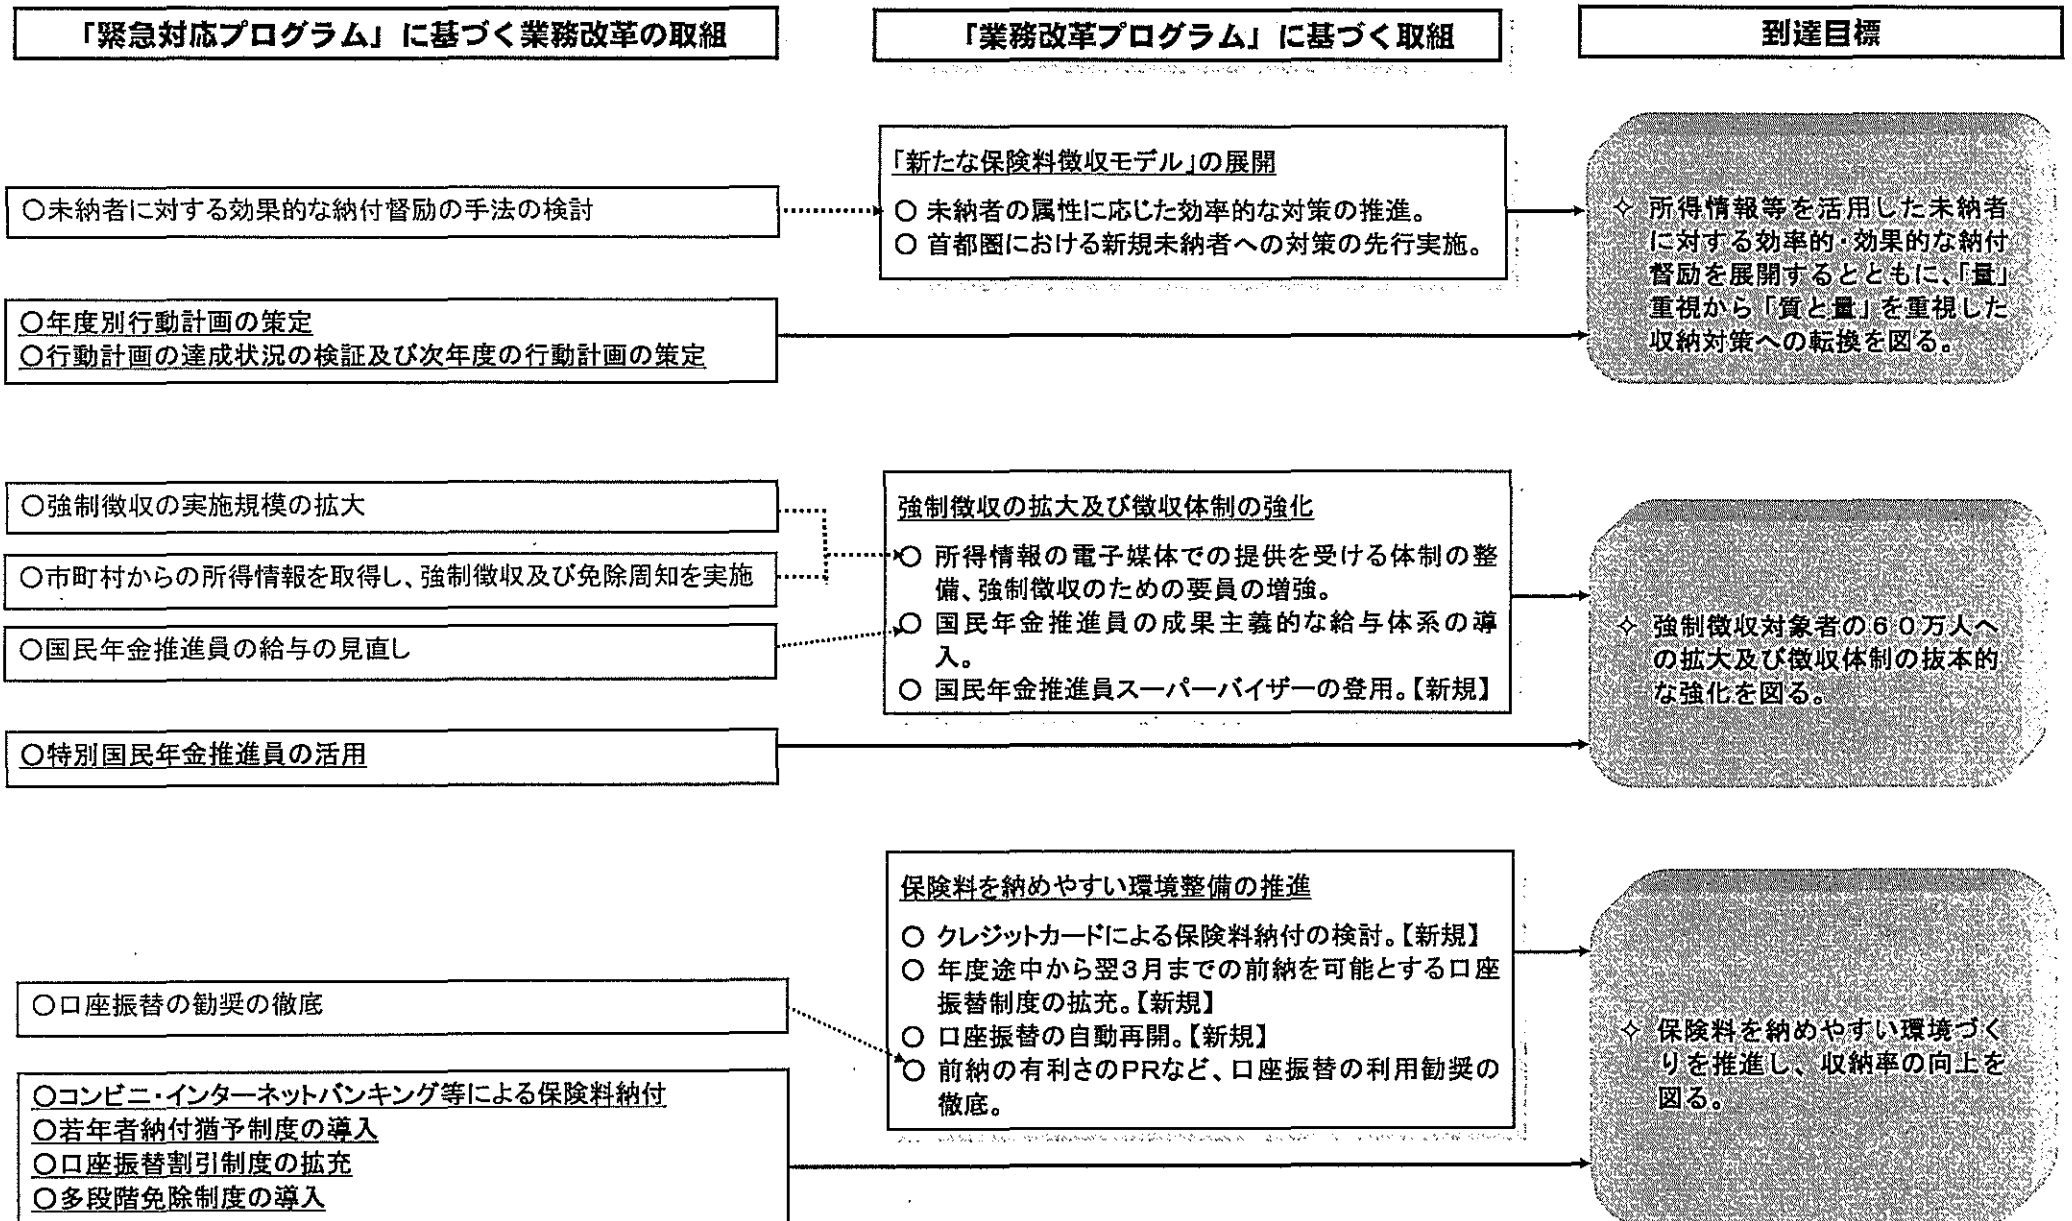 「緊急対応プログラム」に基づく業務改革の取組
「業務改革プログラム」に基づく取組
到達目標
○未納者に対する効果的な納付督励の手法の検討
○年度別行動計画の策定
○行動計画の達成状況の検証及び次年度の行動計画の策定
「新たな保険料徴収モデル」の展開
○ 未納者の属性に応じた効率的な対策の推進。
○ 首都圏における新規未納者への対策の先行実施。
✧ 所得情報等を活用した未納者
に対する効率的・効果的な納付
督励を展開するとともに、「量」
重視から「質と量」を重視した
収納対策への転換を図る。
○強制徴収の実施規模の拡大
○市町村からの所得情報を取得し、強制徴収及び免除周知を実施
○国民年金推進員の給与の見直し
○特別国民年金推進員の活用
強制徴収の拡大及び徴収体制の強化
○ 所得情報の電子媒体での提供を受ける体制の整
備、強制徴収のための要員の増強。
○ 国民年金推進員の成果主義的な給与体系の導
入。
○ 国民年金推進員スーパーバイザーの登用。【新規】
✧ 強制徴収対象者の60万人へ
の拡大及び徴収体制の抜本的
な強化を図る。
○口座振替の勧奨の徹底
○コンビニ・インターネットバンキング等による保険料納付
○若年者納付猶予制度の導入
○口座振替割引制度の拡充
○多段階免除制度の導入
保険料を納めやすい環境整備の推進
○ クレジットカードによる保険料納付の検討。【新規】
○ 年度途中から翌3月までの前納を可能とする口座
振替制度の拡充。【新規】
○ 口座振替の自動再開。【新規】
○ 前納の有利さのPRなど、口座振替の利用勧奨の
徹底。
✧ 保険料を納めやすい環境づく
りを推進し、収納率の向上を
図る。